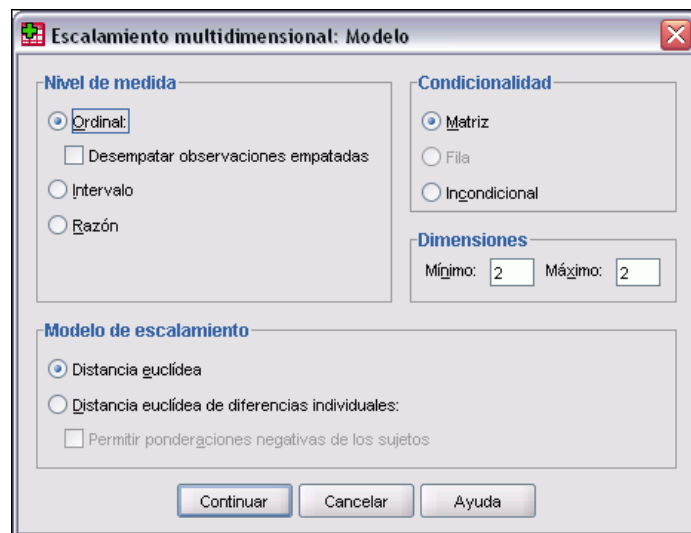 Escalamiento multidimensional: Modelo
Nivel de medida
Ordinal:
Desempatar observaciones empatadas
Intervalo
Razón
Condicionalidad
Matriz
Fila
Incondicional
Dimensiones
Mínimo: 2 Máximo: 2
Modelo de escalamiento
Distancia euclídea
Distancia euclídea de diferencias individuales:
Permitir ponderaciones negativas de los sujetos
Continuar Cancelar Ayuda